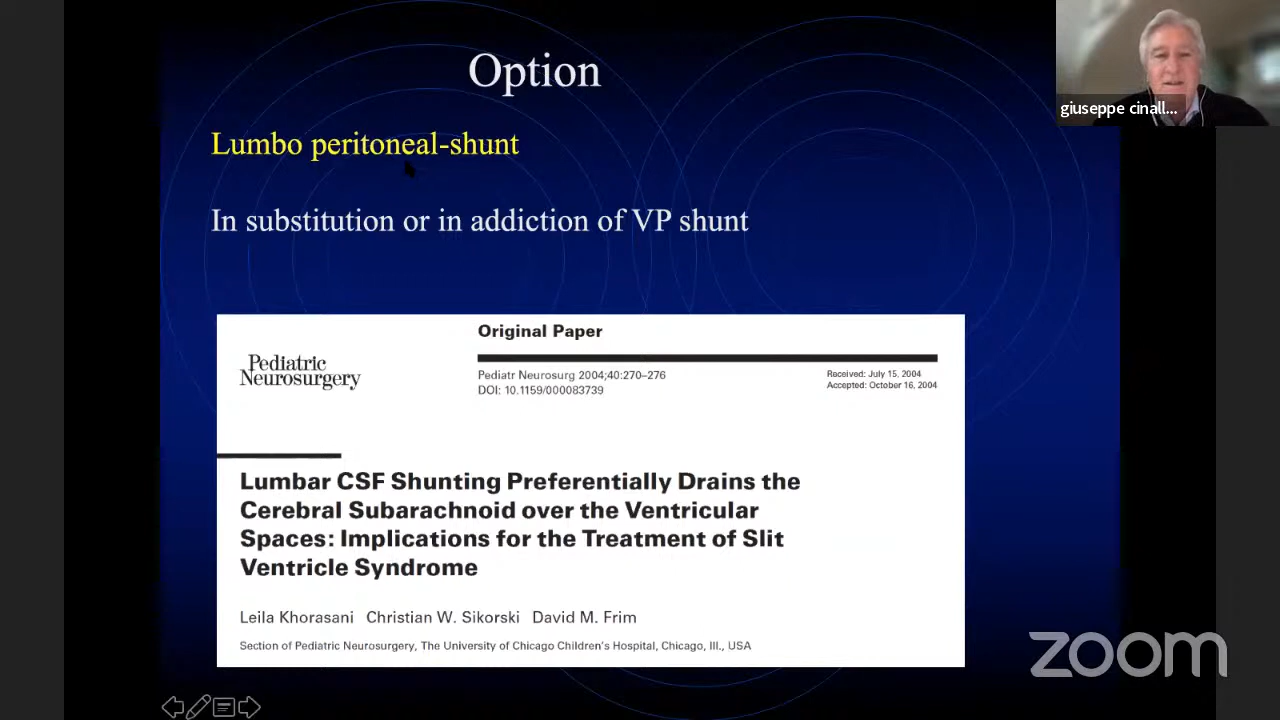 Option
giuseppe cinall...
Lumbo peritoneal-shunt
In substitution or in addiction of VP shunt
Original Paper
Pediatric
Neurosurgery
Pediatr Neurosurg 2004;40:270–276
DOI: 10.1159/000083739
Received: July 15, 2004
Accepted: October 16, 2004
Lumbar CSF Shunting Preferentially Drains the
Cerebral Subarachnoid over the Ventricular
Spaces: Implications for the Treatment of Slit
Ventricle Syndrome
Leila Khorasani Christian W. Sikorski David M. Frim
Section of Pediatric Neurosurgery, The University of Chicago Children's Hospital, Chicago, Ill., USA
zoom